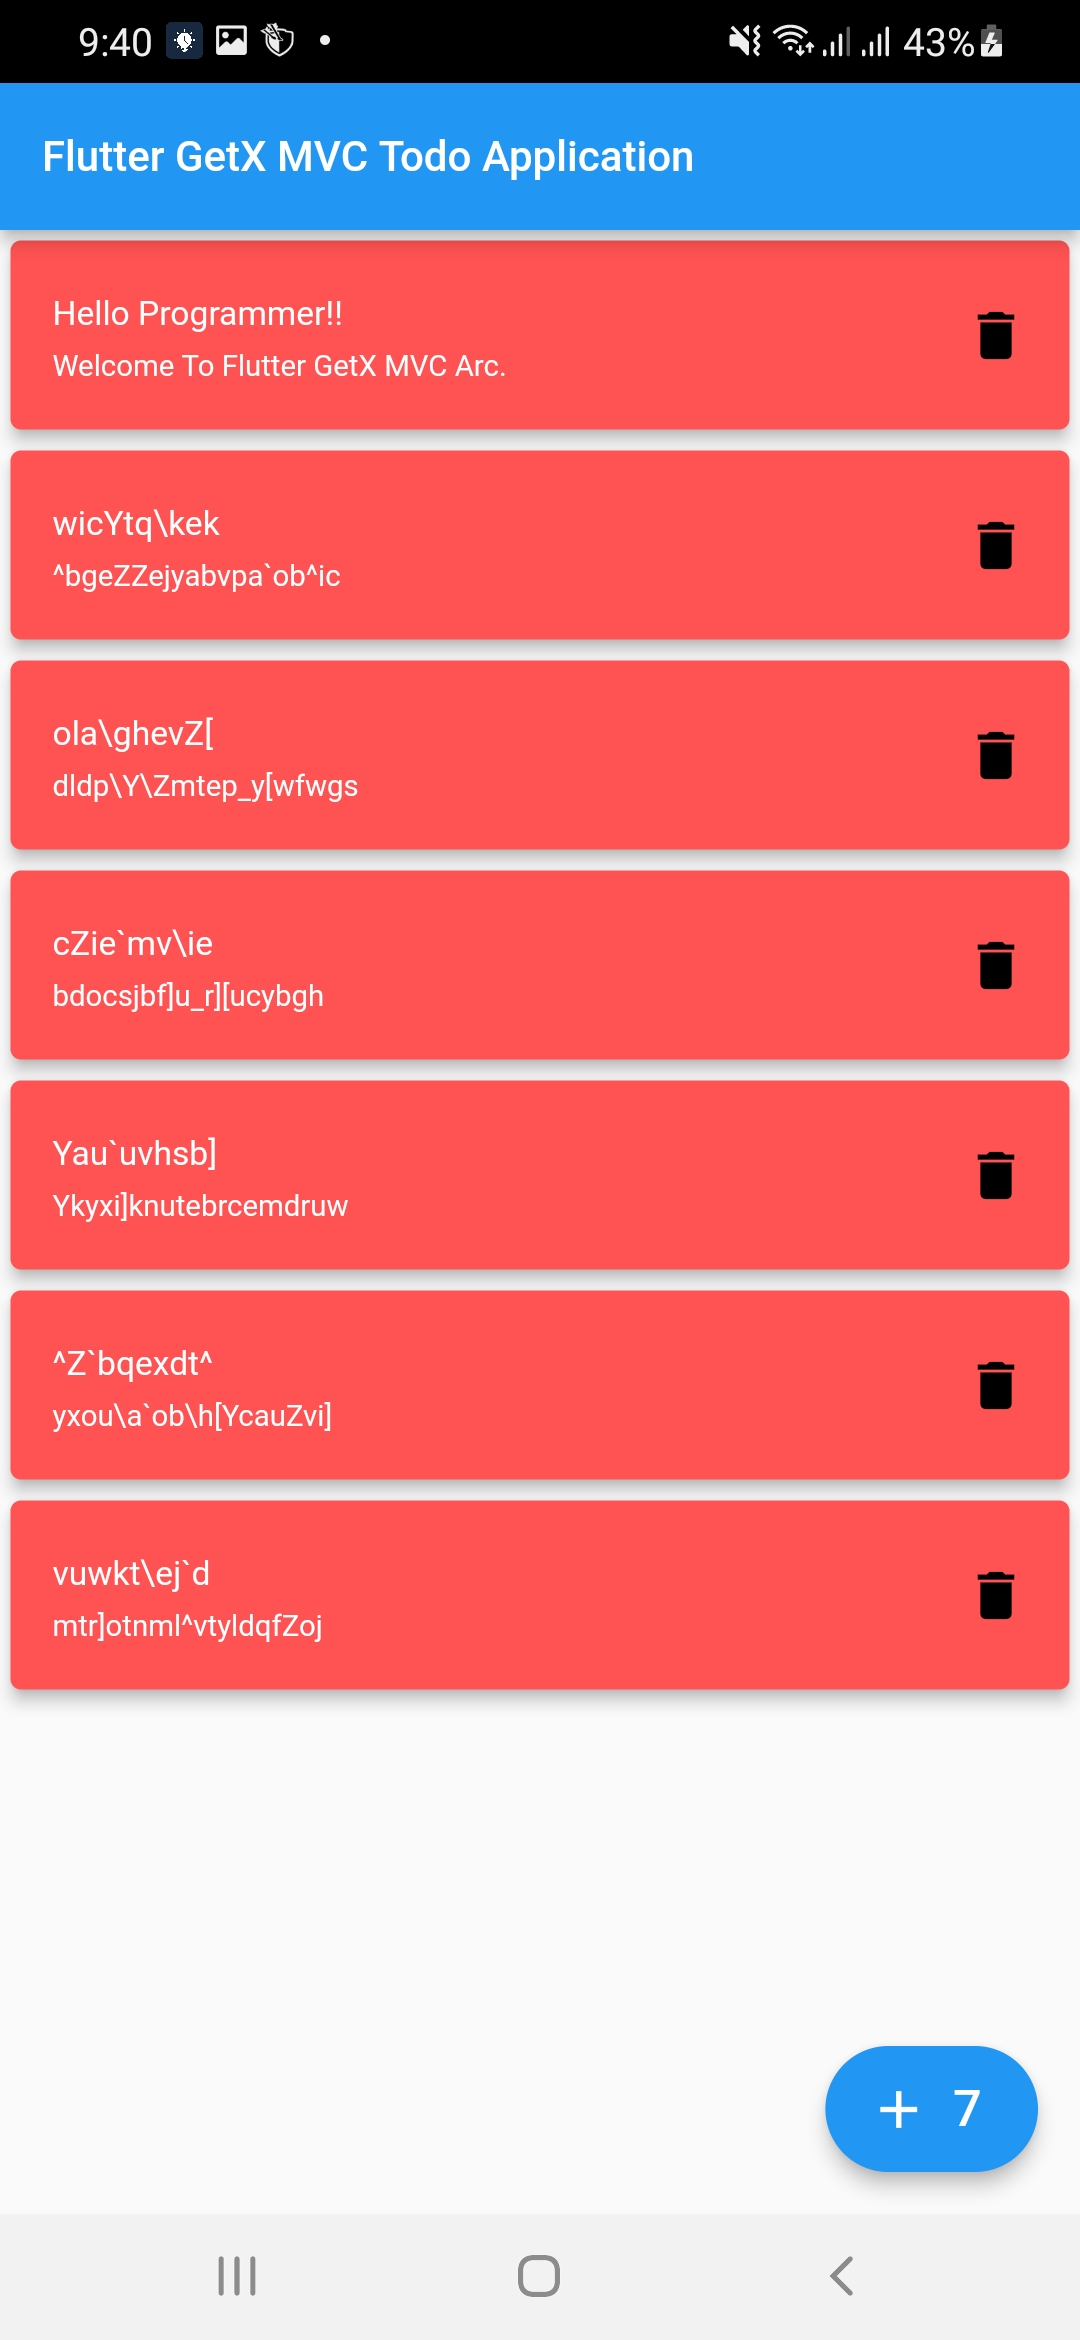 9:40
43%
Flutter GetX MVC Todo Application
Hello Programmer!!
Welcome To Flutter GetX MVC Arc.
wicYtq\kek
^bgeZZejyabvpa`ob^ic
ola\ghevZ[
dldp\Y\Zmtep_y[wfwgs
cZie`mv\ie
bdocsjbf]u_r][ucybgh
Yau`uvhsb]
Ykyxi]knutebrcemdruw
^Z`bqexdt^
yxou\a`ob\h[YcauZvi]
vuwkt\ej`d
mtr]otnml^vtyldqfZoj
+ 7